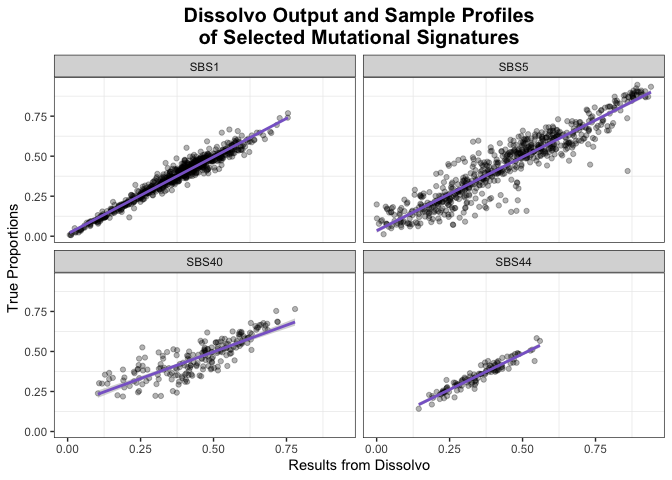 Dissolvo Output and Sample Profiles
of Selected Mutational Signatures
SBS1
SBS5
0.75
0.50
0.25
0.00
SBS40
SBS44
0.75
0.50
0.25
0.00
True Proportions
0.00 0.25 0.50 0.75
0.00 0.25 0.50 0.75
Results from Dissolvo